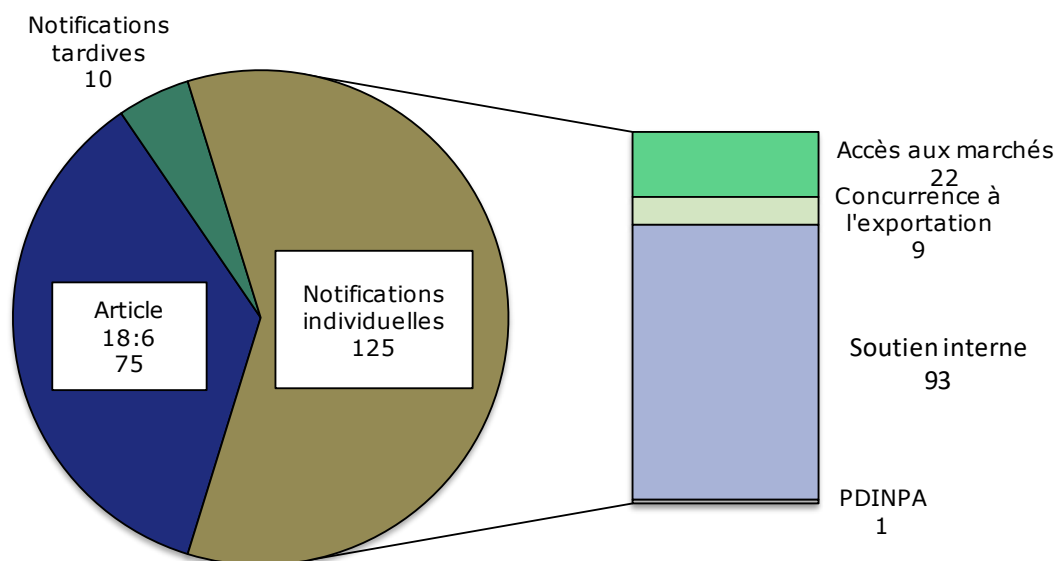 Notifications
tardives
10
Article
18:6
75
Notifications
individuelles
125
Accès aux marchés
22
Concurrence à
l'exportation
9
Soutien interne
93
PDINPA
1